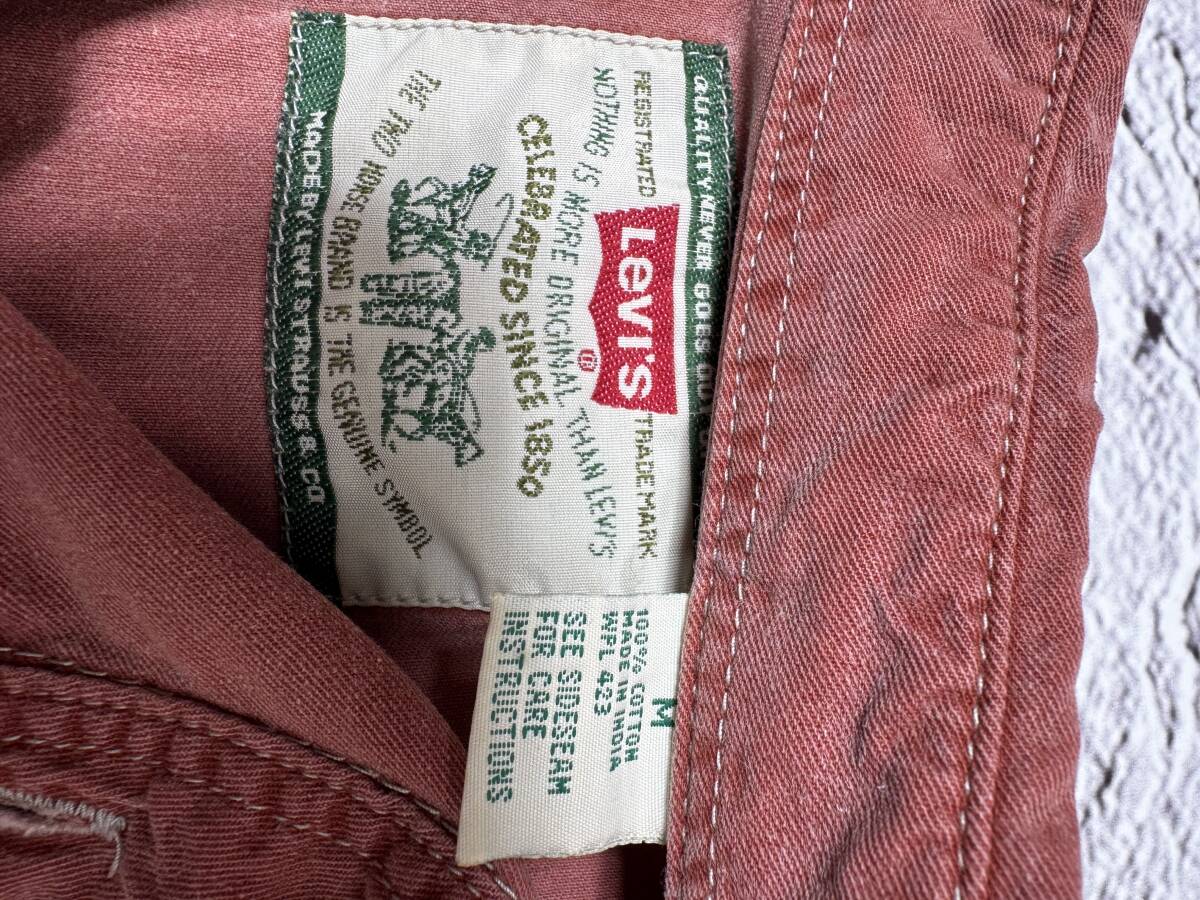 QUALITY NEVER GOES OUT
REGISTRATED TRADE MARK
LEVI'S ®
NOTHING IS MORE ORIGINAL THAN LEVI'S
CELEBRATED SINCE 1850
THE TWO HORSE BRAND IS THE GENUINE SYMBOL
MADE BY LEVI STRAUSS & CO.
M
100% COTTON
MADE IN INDIA
WPL 423
SEE SIDESEAM
FOR CARE
INSTRUCTIONS